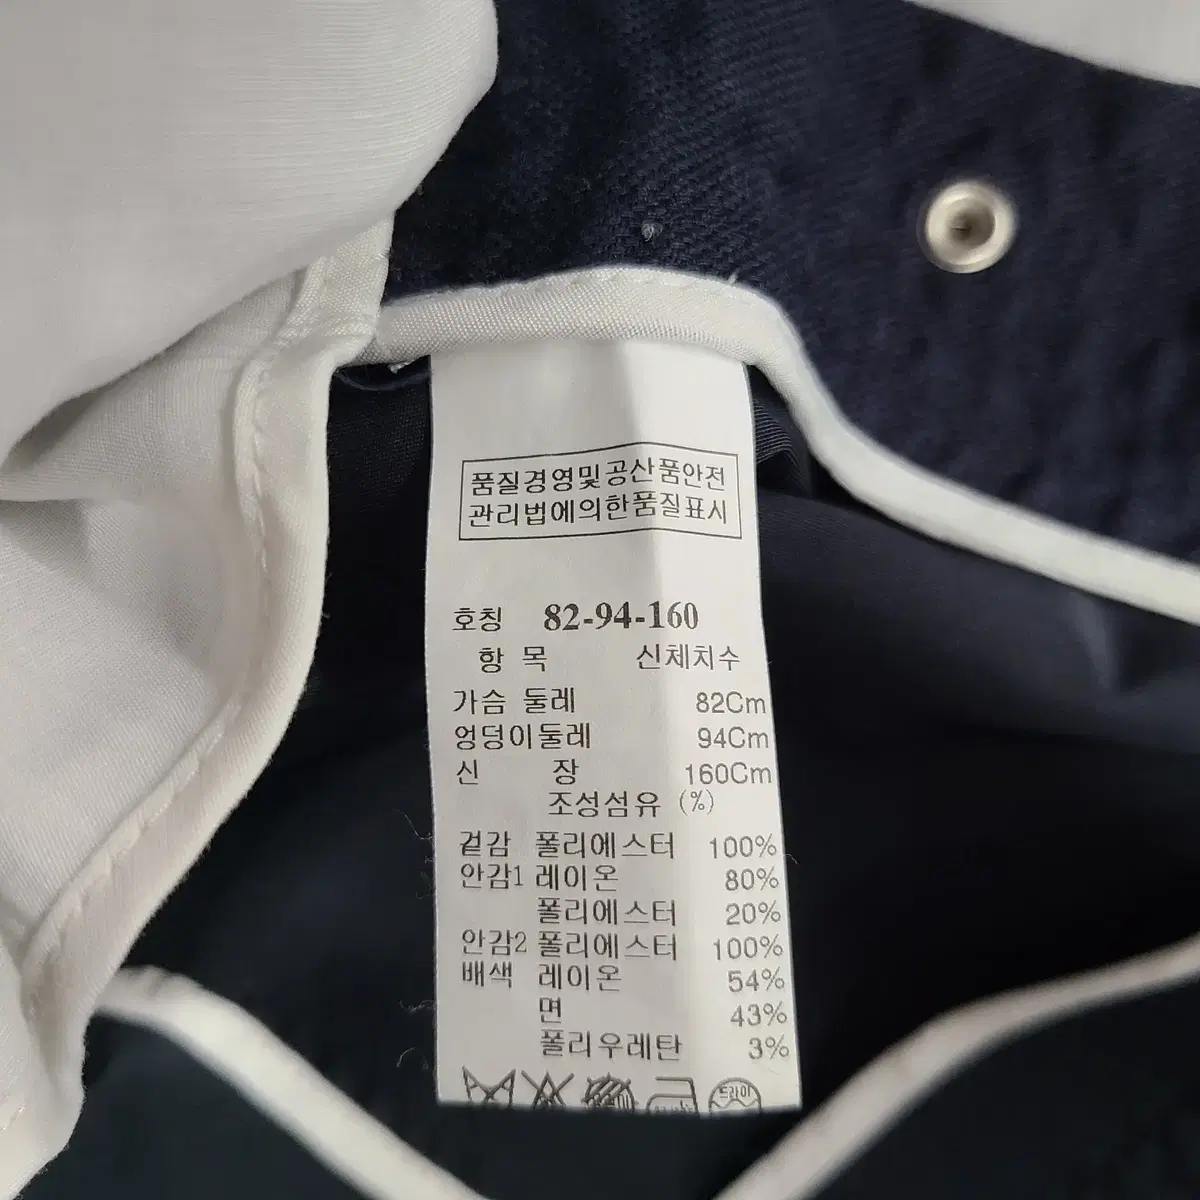 품질경영및공산품안전
관리법에의한품질표시
호칭 82-94-160
항 목 신체치수
가슴 둘레 82Cm
엉덩이둘레 94Cm
신 장 160Cm
조성섬유 (%)
겉감 폴리에스터 100%
안감1 레이온 80%
폴리에스터 20%
안감2 폴리에스터 100%
배색 레이온 54%
면 43%
폴리우레탄 3%
드라이